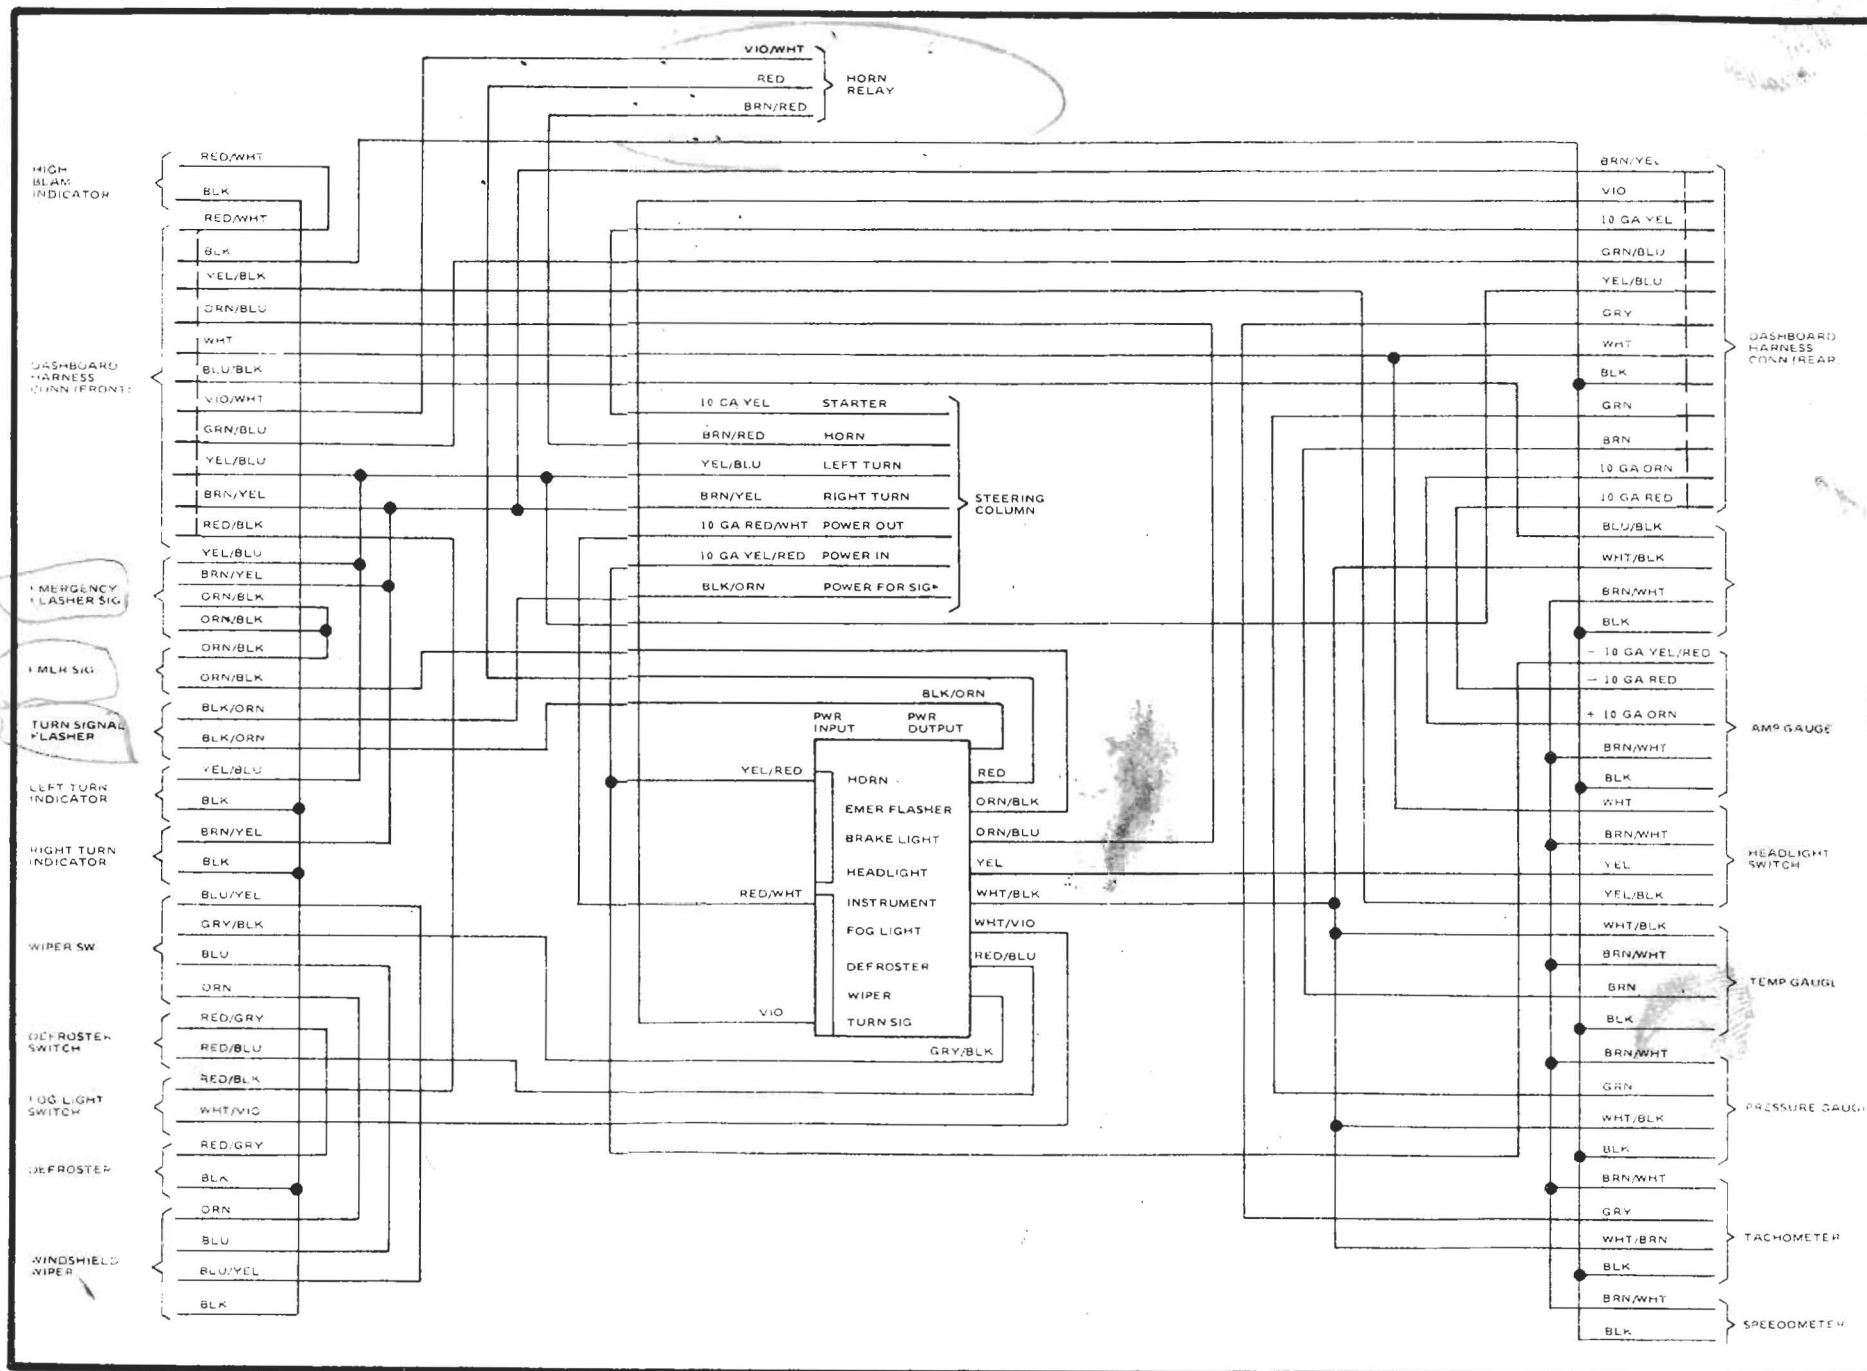 VIO/WHT
RED
BRN/RED
HORN
RELAY
HIGH
BEAM
INDICATOR
RED/WHT
BLK
RED/WHT
BLK
YEL/BLK
ORN/BLU
WHT
BLU/BLK
VIO/WHT
GRN/BLU
YEL/BLU
BRN/YEL
RED/BLK
DASHBOARD
HARNESS
CONN (FRONT)
YEL/BLU
BRN/YEL
ORN/BLK
ORN/BLK
EMERGENCY
FLASHER SIG
ORN/BLK
ORN/BLK
EMER SIG
BLK/ORN
BLK/ORN
TURN SIGNAL
FLASHER
YEL/BLU
BLK
LEFT TURN
INDICATOR
BRN/YEL
BLK
RIGHT TURN
INDICATOR
BLU/YEL
GRY/BLK
BLU
ORN
WIPER SW
RED/GRY
RED/BLU
DEFROSTER
SWITCH
RED/BLK
WHT/VIO
FOG LIGHT
SWITCH
RED/GRY
BLK
DEFROSTER
ORN
BLU
BLU/YEL
BLK
WINDSHIELD
WIPER
10 GA YEL STARTER
BRN/RED HORN
YEL/BLU LEFT TURN
BRN/YEL RIGHT TURN
10 GA RED/WHT POWER OUT
10 GA YEL/RED POWER IN
BLK/ORN POWER FOR SIG
STEERING
COLUMN
BLK/ORN
PWR
INPUT
PWR
OUTPUT
YEL/RED
HORN
RED
EMER FLASHER
ORN/BLK
BRAKE LIGHT
ORN/BLU
HEADLIGHT
YEL
RED/WHT
INSTRUMENT
WHT/BLK
FOG LIGHT
WHT/VIO
DEFROSTER
RED/BLU
WIPER
VIO
TURN SIG
GRY/BLK
BRN/YEL
VIO
10 GA YEL
GRN/BLU
YEL/BLU
GRY
WHT
BLK
GRN
BRN
10 GA ORN
10 GA RED
DASHBOARD
HARNESS
CONN (REAR
BLU/BLK
WHT/BLK
BRN/WHT
BLK
- 10 GA YEL/RED
- 10 GA RED
+ 10 GA ORN
BRN/WHT
BLK
AMP GAUGE
WHT
BRN/WHT
YEL
YEL/BLK
HEADLIGHT
SWITCH
WHT/BLK
BRN/WHT
BRN
BLK
TEMP GAUGE
BRN/WHT
GRN
WHT/BLK
BLK
PRESSURE GAUGE
BRN/WHT
GRY
WHT/BRN
BLK
TACHOMETER
BRN/WHT
BLK
SPEEDOMETER